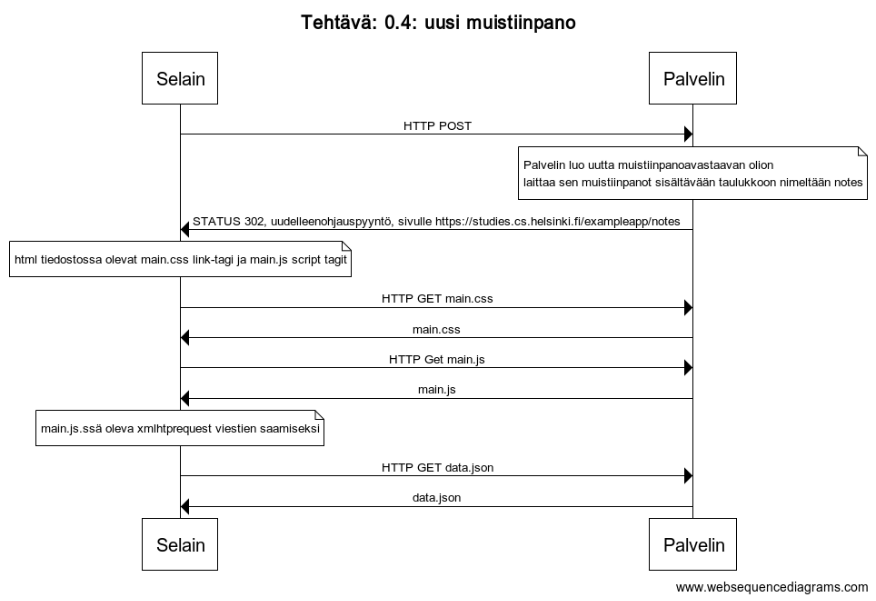 Tehtävä: 0.4: uusi muistiinpano
Selain
Palvelin
HTTP POST
Palvelin luo uutta muistiinpanoavastaavan olion
laittaa sen muistiinpanot sisältävään taulukkoon nimeltään notes
STATUS 302, uudelleenohjauspyyntö, sivulle https://studies.cs.helsinki.fi/exampleapp/notes
html tiedostossa olevat main.css link-tagi ja main.js script tagit
HTTP GET main.css
main.css
HTTP Get main.js
main.js
main.js.ssä oleva xmlhtprequest viestien saamiseksi
HTTP GET data.json
data.json
Selain
Palvelin
www.websequencediagrams.com